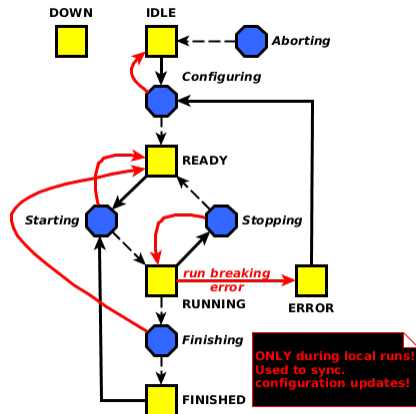 DOWN
IDLE
Aborting
Configuring
READY
Starting
Stopping
run breaking
error
RUNNING
ERROR
Finishing
ONLY during local runs!
Used to sync.
configuration updates!
FINISHED